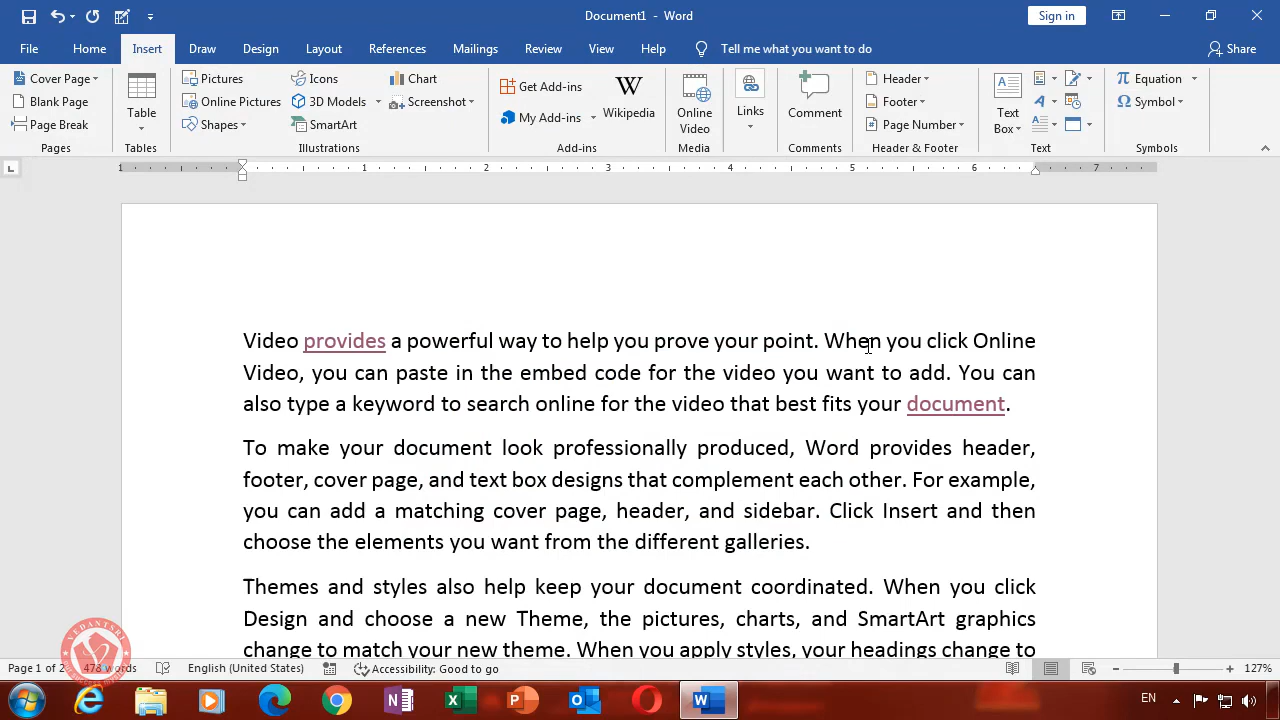 Document1 - Word
Sign in
File Home Insert Draw Design Layout References Mailings Review View Help Tell me what you want to do Share
Cover Page
Blank Page
Page Break
Pages
Table
Tables
Pictures
Online Pictures
Shapes
Icons
3D Models
SmartArt
Chart
Screenshot
Illustrations
Get Add-ins
My Add-ins
Wikipedia
Add-ins
Online
Video
Media
Links
Comment
Comments
Header
Footer
Page Number
Header & Footer
Text
Box
Text
Equation
Symbol
Symbols
1 1 2 3 4 5 6 7
Video provides a powerful way to help you prove your point. When you click Online
Video, you can paste in the embed code for the video you want to add. You can
also type a keyword to search online for the video that best fits your document.
To make your document look professionally produced, Word provides header,
footer, cover page, and text box designs that complement each other. For example,
you can add a matching cover page, header, and sidebar. Click Insert and then
choose the elements you want from the different galleries.
Themes and styles also help keep your document coordinated. When you click
Design and choose a new Theme, the pictures, charts, and SmartArt graphics
change to match your new theme. When you apply styles, your headings change to
VEDANTSRI
Page 1 of 2 478 words English (United States) Accessibility: Good to go 127%
EN